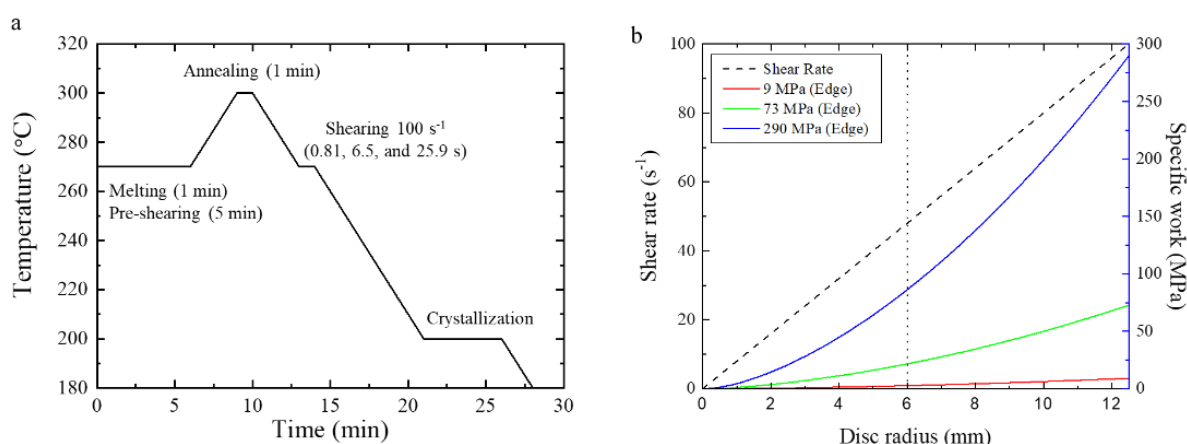 a
320
300
280
260
240
220
200
180
Temperature (°C)
Annealing (1 min)
Shearing 100 s⁻¹
(0.81, 6.5, and 25.9 s)
Melting (1 min)
Pre-shearing (5 min)
Crystallization
0 5 10 15 20 25 30
Time (min)
b
100
80
60
40
20
0
Shear rate (s⁻¹)
Shear Rate
9 MPa (Edge)
73 MPa (Edge)
290 MPa (Edge)
300
250
200
150
100
50
0
Specific work (MPa)
0 2 4 6 8 10 12
Disc radius (mm)